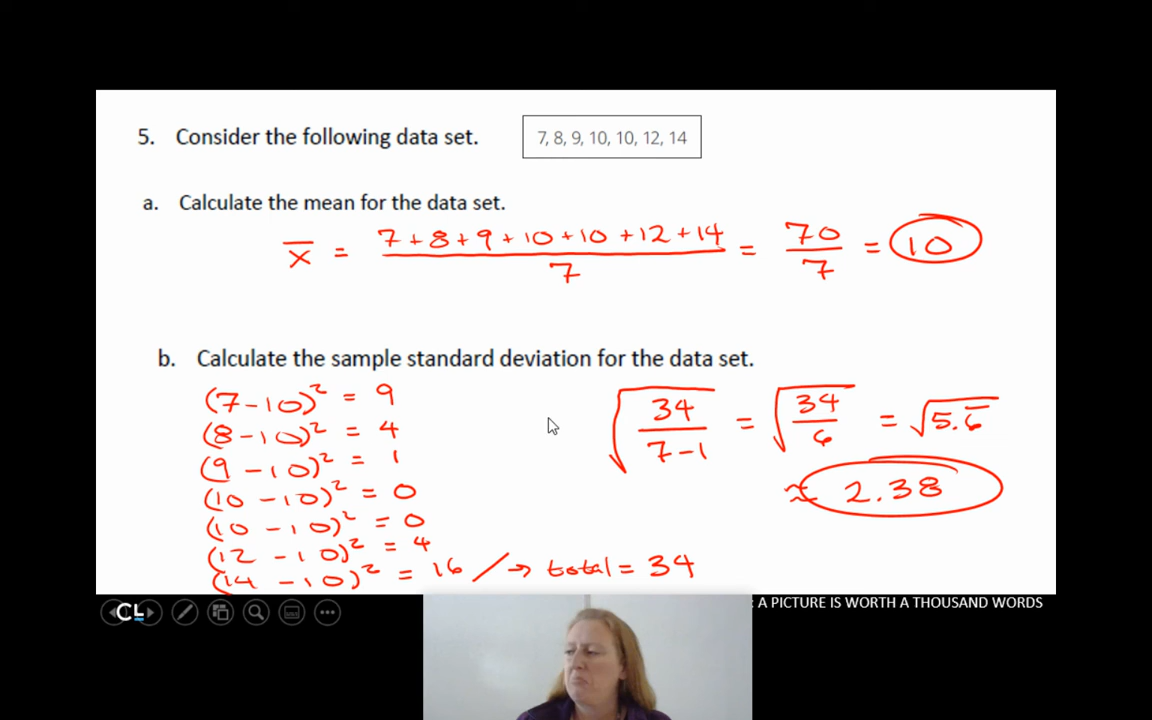 5. Consider the following data set. 7, 8, 9, 10, 10, 12, 14
a. Calculate the mean for the data set.
x̄ = (7+8+9+10+10+12+14)/7 = 70/7 = 10
b. Calculate the sample standard deviation for the data set.
(7-10)² = 9
(8-10)² = 4
(9-10)² = 1
(10-10)² = 0
(10-10)² = 0
(12-10)² = 4
(14-10)² = 16 → total = 34
√(34/(7-1)) = √(34/6) = √5.6̅
≈ 2.38
CL
: A PICTURE IS WORTH A THOUSAND WORDS